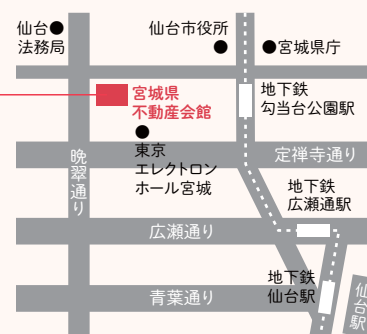 仙台●
法務局
仙台市役所
●
●宮城県庁
宮城県
不動産会館
地下鉄
勾当台公園駅
●
東京
エレクトロン
ホール宮城
定禅寺通り
晩翠通り
地下鉄
広瀬通駅
広瀬通り
地下鉄
仙台駅
青葉通り
仙台駅